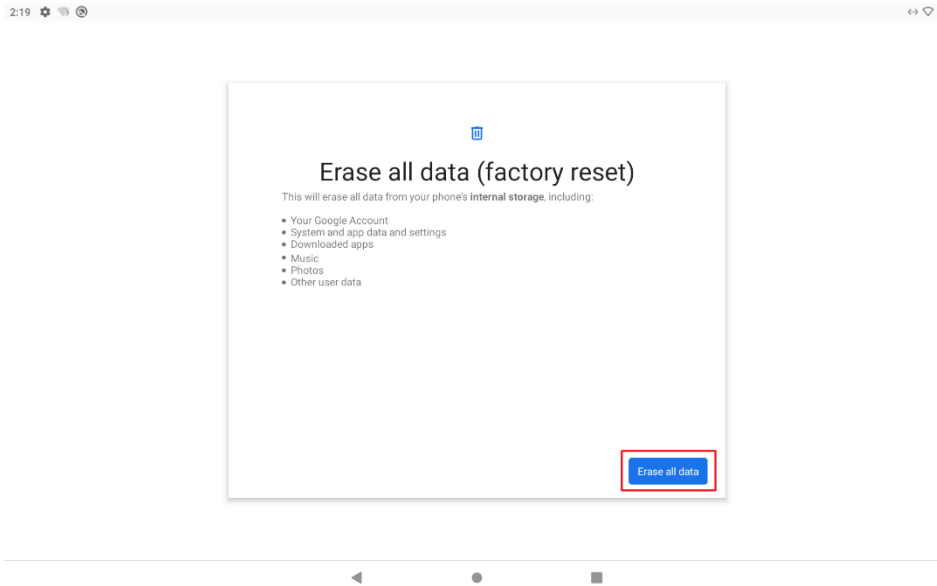 2:19
Erase all data (factory reset)
This will erase all data from your phone's internal storage, including:
• Your Google Account
• System and app data and settings
• Downloaded apps
• Music
• Photos
• Other user data
Erase all data